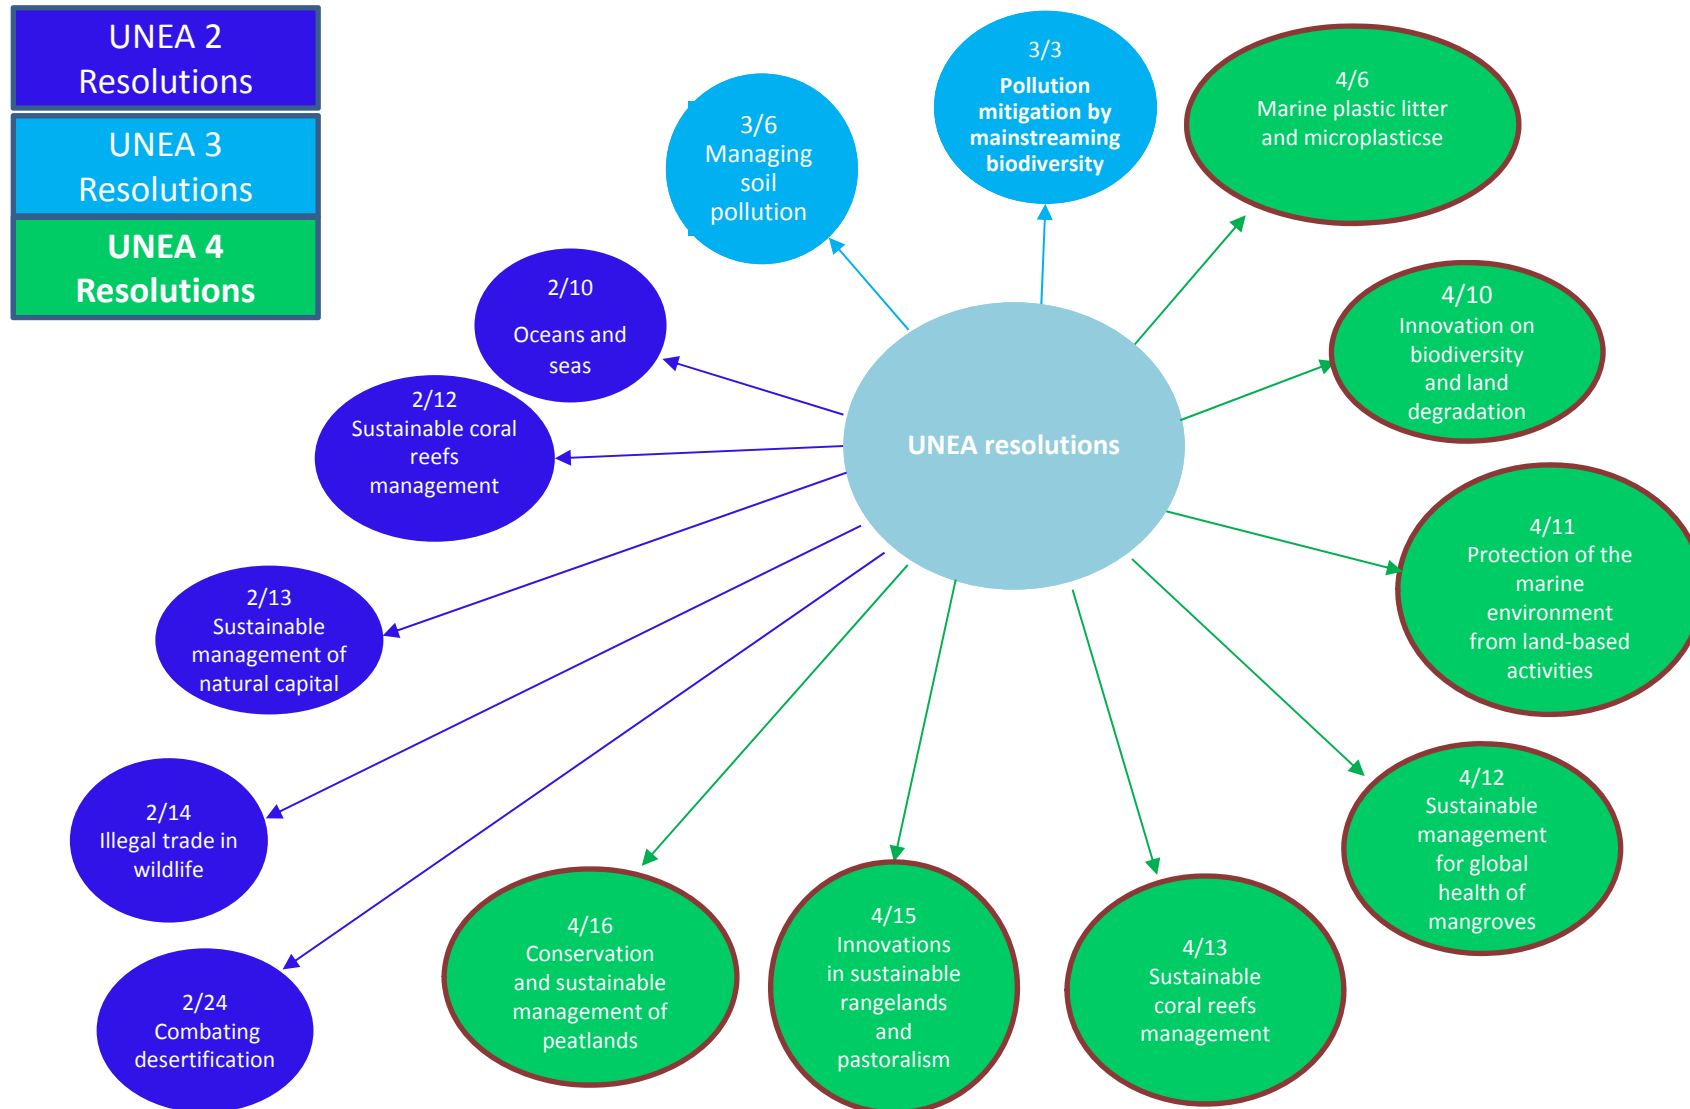 UNEA 2
Resolutions
UNEA 3
Resolutions
UNEA 4
Resolutions
3/3
Pollution
mitigation by
mainstreaming
biodiversity
4/6
Marine plastic litter
and microplasticse
3/6
Managing
soil
pollution
2/10
Oceans and
seas
4/10
Innovation on
biodiversity
and land
degradation
2/12
Sustainable coral
reefs
management
UNEA resolutions
4/11
Protection of the
marine
environment
from land-based
activities
2/13
Sustainable
management of
natural capital
4/12
Sustainable
management
for global
health of
mangroves
2/14
Illegal trade in
wildlife
4/16
Conservation
and sustainable
management of
peatlands
4/15
Innovations
in sustainable
rangelands
and
pastoralism
4/13
Sustainable
coral reefs
management
2/24
Combating
desertification